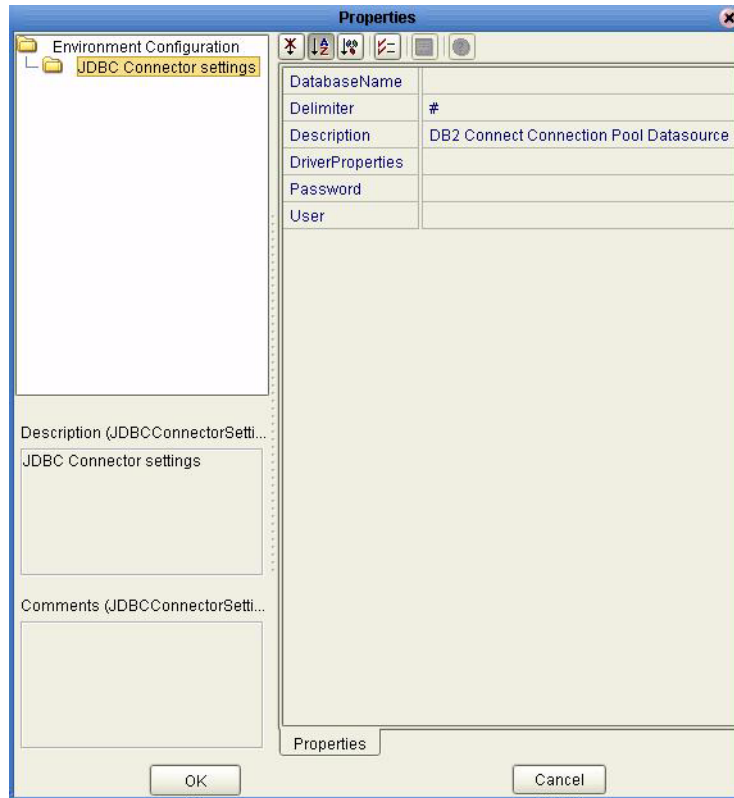 Properties
Environment Configuration
JDBC Connector settings
DatabaseName
Delimiter #
Description DB2 Connect Connection Pool Datasource
DriverProperties
Password
User
Description (JDBCConnectorSetti...
JDBC Connector settings
Comments (JDBCConnectorSetti...
Properties
OK Cancel